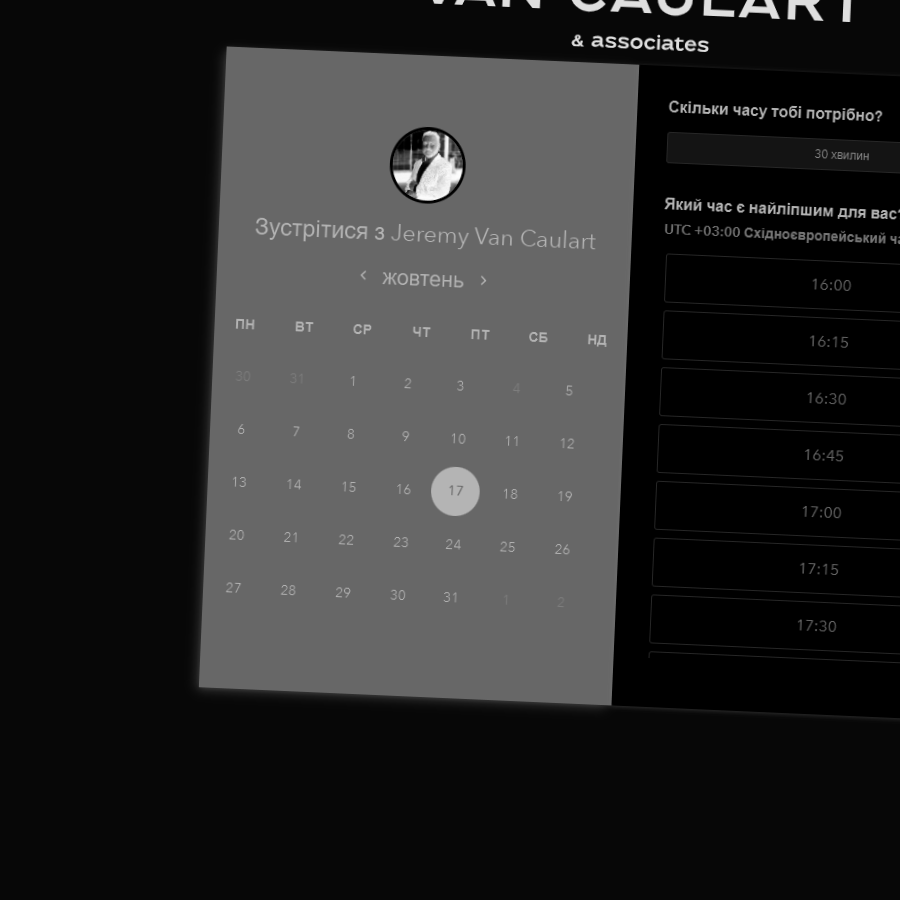 VAN CAULART
& associates
Зустрітися з Jeremy Van Caulart
жовтень
ПН ВТ СР ЧТ ПТ СБ НД
30 31 1 2 3 4 5
6 7 8 9 10 11 12
13 14 15 16 17 18 19
20 21 22 23 24 25 26
27 28 29 30 31 1 2
Скільки часу тобі потрібно?
30 хвилин
Який час є найліпшим для вас?
UTC +03:00 Східноєвропейський ча
16:00
16:15
16:30
16:45
17:00
17:15
17:30